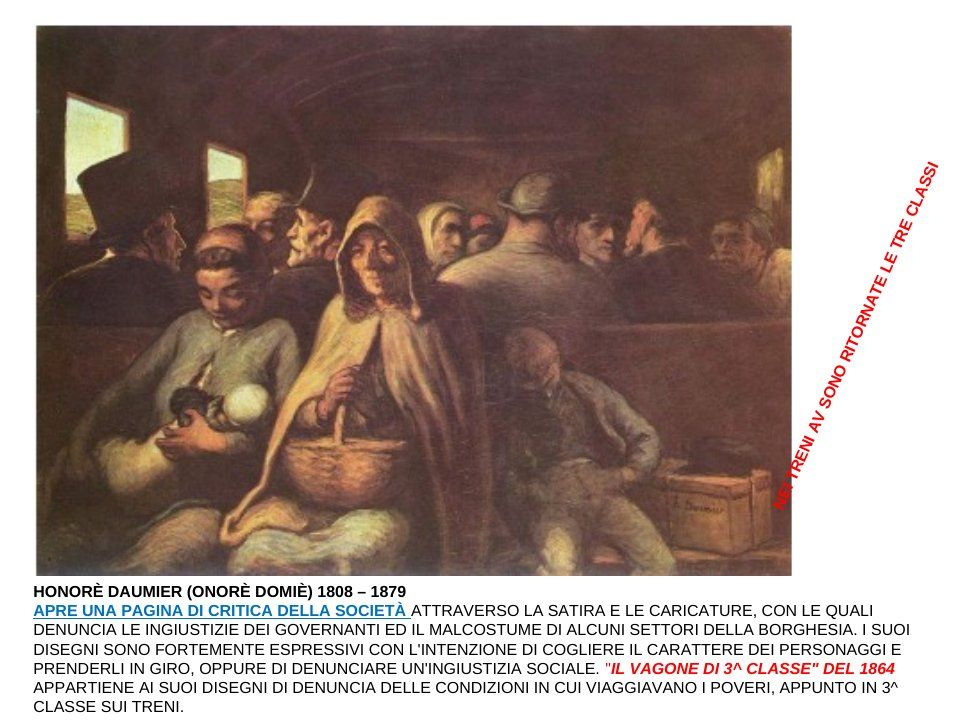 NEI TRENI AV SONO RITORNATE LE TRE CLASSI
HONORÈ DAUMIER (ONORÈ DOMIÈ) 1808 – 1879
APRE UNA PAGINA DI CRITICA DELLA SOCIETÀ ATTRAVERSO LA SATIRA E LE CARICATURE, CON LE QUALI
DENUNCIA LE INGIUSTIZIE DEI GOVERNANTI ED IL MALCOSTUME DI ALCUNI SETTORI DELLA BORGHESIA. I SUOI
DISEGNI SONO FORTEMENTE ESPRESSIVI CON L'INTENZIONE DI COGLIERE IL CARATTERE DEI PERSONAGGI E
PRENDERLI IN GIRO, OPPURE DI DENUNCIARE UN'INGIUSTIZIA SOCIALE. "IL VAGONE DI 3^ CLASSE" DEL 1864
APPARTIENE AI SUOI DISEGNI DI DENUNCIA DELLE CONDIZIONI IN CUI VIAGGIAVANO I POVERI, APPUNTO IN 3^
CLASSE SUI TRENI.